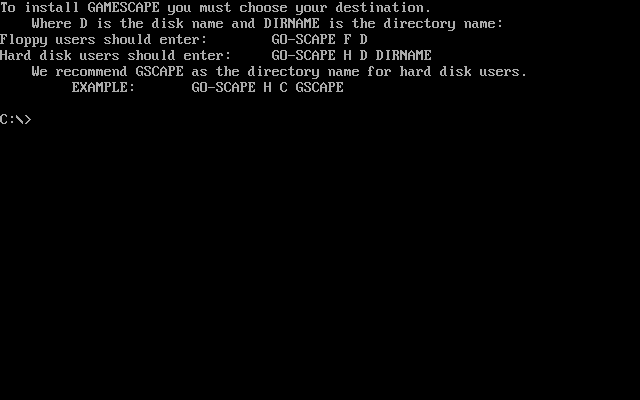 To install GAMESCAPE you must choose your destination.
Where D is the disk name and DIRNAME is the directory name:
Floppy users should enter: GO-SCAPE F D
Hard disk users should enter: GO-SCAPE H D DIRNAME
We recommend GSCAPE as the directory name for hard disk users.
EXAMPLE: GO-SCAPE H C GSCAPE
C:\>